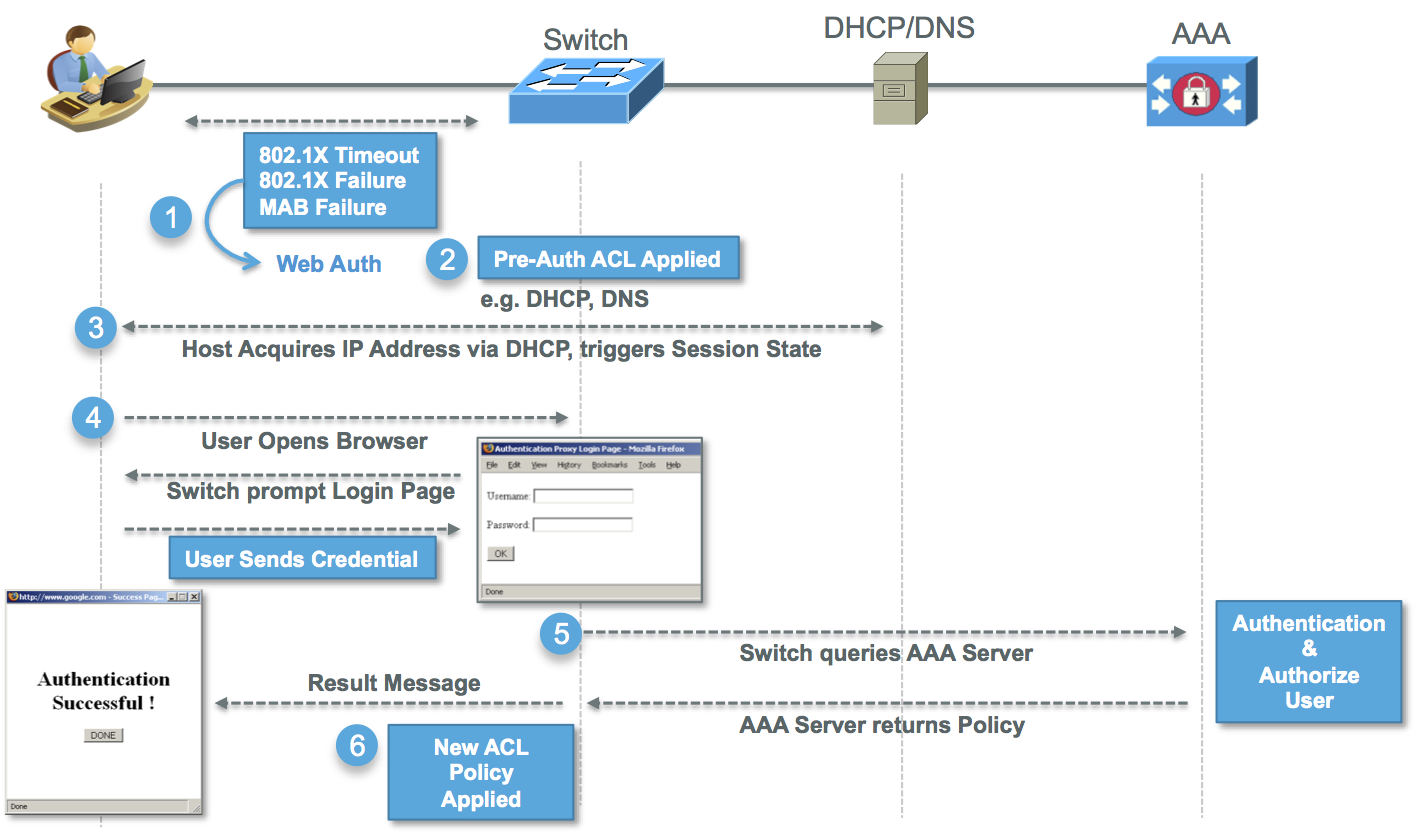 Switch
DHCP/DNS
AAA
802.1X Timeout
802.1X Failure
MAB Failure
1
Web Auth
2
Pre-Auth ACL Applied
e.g. DHCP, DNS
3
Host Acquires IP Address via DHCP, triggers Session State
4
User Opens Browser
Switch prompt Login Page
User Sends Credential
Authentication Proxy Login Page - Mozilla Firefox
File Edit View History Bookmarks Tools Help
Username:
Password:
OK
Done
http://www.google.com - Success Pag...
Authentication
Successful !
DONE
Done
5
Switch queries AAA Server
Authentication
&
Authorize
User
Result Message
AAA Server returns Policy
6
New ACL
Policy
Applied